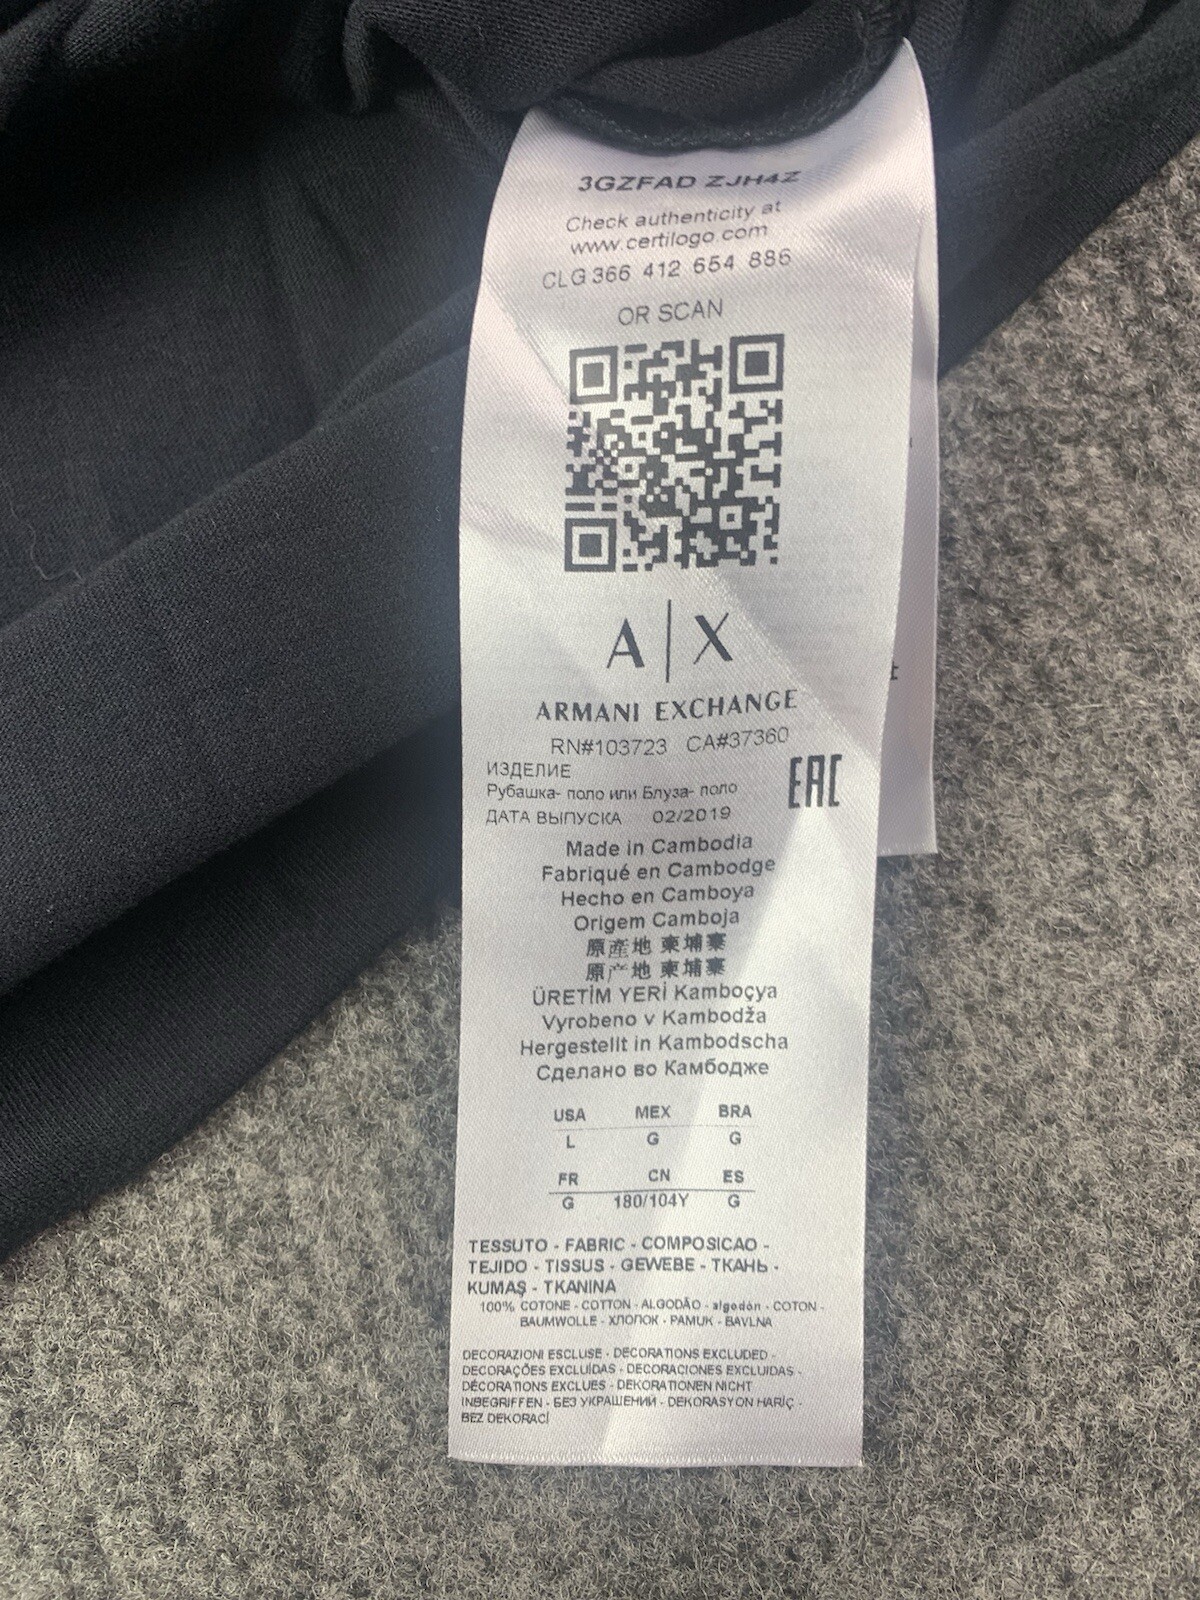 3GZFAD ZJH4Z
Check authenticity at
www.certilogo.com
CLG 366 412 654 886
OR SCAN
A|X
ARMANI EXCHANGE
RN#103723 CA#37360
ИЗДЕЛИЕ
Рубашка- поло или Блуза- поло
EAC
ДАТА ВЫПУСКА 02/2019
Made in Cambodia
Fabriqué en Cambodge
Hecho en Camboya
Origem Camboja
原產地 柬埔寨
原产地 柬埔寨
ÜRETİM YERİ Kamboçya
Vyrobeno v Kambodža
Hergestellt in Kambodscha
Сделано во Камбодже
USA MEX BRA
L G G
FR CN ES
G 180/104Y G
TESSUTO - FABRIC - COMPOSICAO -
TEJIDO - TISSUS - GEWEBE - ТКАНЬ -
KUMAŞ - TKANINA
100% COTONE - COTTON - ALGODÃO - algodón - COTON -
BAUMWOLLE - ХЛОПОК - PAMUK - BAVLNA
DECORAZIONI ESCLUSE - DECORATIONS EXCLUDED -
DECORAÇÕES EXCLUÍDAS - DECORACIONES EXCLUIDAS -
DÉCORATIONS EXCLUES - DEKORATIONEN NICHT
INBEGRIFFEN - БЕЗ УКРАШЕНИЙ - DEKORASYON HARİÇ -
BEZ DEKORACÍ